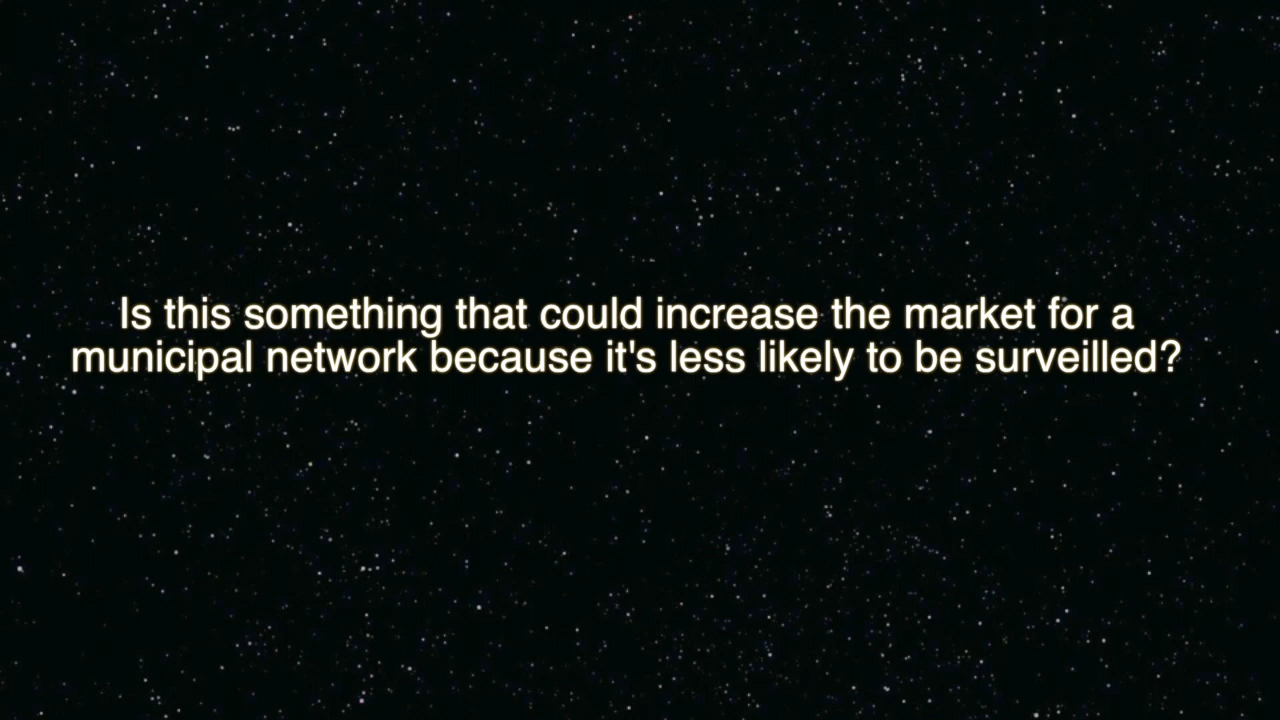 Is this something that could increase the market for a
municipal network because it's less likely to be surveilled?